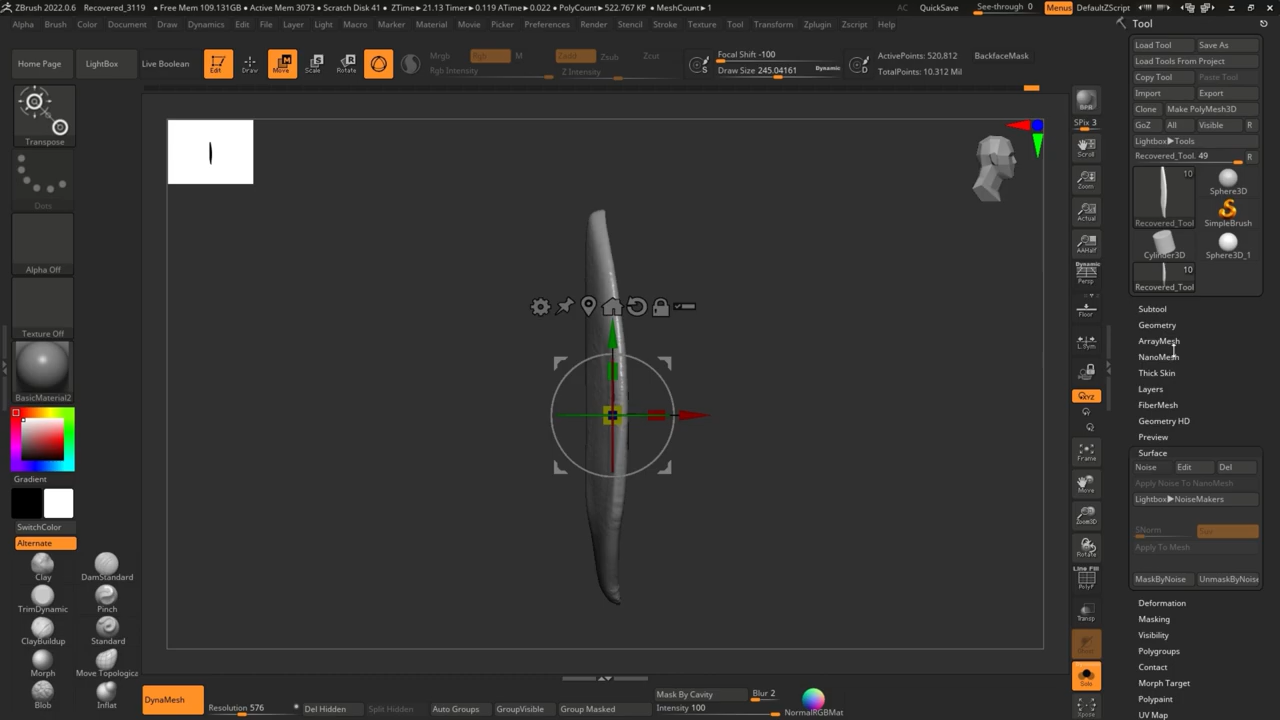 ZBrush 2022.0.6 Recovered_3119 • Free Mem 109.131GB • Active Mem 3073 • Scratch Disk 41 • ZTime▸21.13 Timer▸0.119 ATime▸0.022 • PolyCount▸522.767 KP • MeshCount▸1 AC QuickSave See-through 0 Menus DefaultZScript
Alpha Brush Color Document Draw Dynamics Edit File Layer Light Macro Marker Material Movie Picker Preferences Render Stencil Stroke Texture Tool Transform Zplugin Zscript Help
Home Page LightBox Live Boolean Edit Draw Move Scale Rotate
Mrgb Rgb M Zadd Zsub Zcut
Rgb Intensity Z Intensity
Focal Shift -100
Draw Size 245.04161 Dynamic
ActivePoints: 520,812 BackfaceMask
TotalPoints: 10.312 Mil
Transpose
Dots
Alpha Off
Texture Off
BasicMaterial2
Gradient
SwitchColor
Alternate
Clay DamStandard
TrimDynamic Pinch
ClayBuildup Standard
Morph Move Topologica
Blob Inflat
BPR
SPix 3
Scroll
Zoom
Actual
AAHalf
Dynamic
Persp
Floor
L.Sym
XYZ
Frame
Move
Zoom3D
Rotate
Line Fill
PolyF
Transp
Solo
Xpose
Tool
Load Tool Save As
Load Tools From Project
Copy Tool Paste Tool
Import Export
Clone Make PolyMesh3D
GoZ All Visible R
Lightbox▸Tools
Recovered_Tool. 49 R
10
Sphere3D
Recovered_Tool SimpleBrush
Cylinder3D Sphere3D_1
10
Recovered_Tool
Subtool
Geometry
ArrayMesh
NanoMesh
Thick Skin
Layers
FiberMesh
Geometry HD
Preview
Surface
Noise Edit Del
Apply Noise To NanoMesh
Lightbox▸NoiseMakers
SNorm
Apply To Mesh
MaskByNoise UnmaskByNoise
Deformation
Masking
Visibility
Polygroups
Contact
Morph Target
Polypaint
UV Map
DynaMesh
Resolution 576
Del Hidden Split Hidden Auto Groups GroupVisible Group Masked
Mask By Cavity Blur 2
Intensity 100
NormalRGBMat